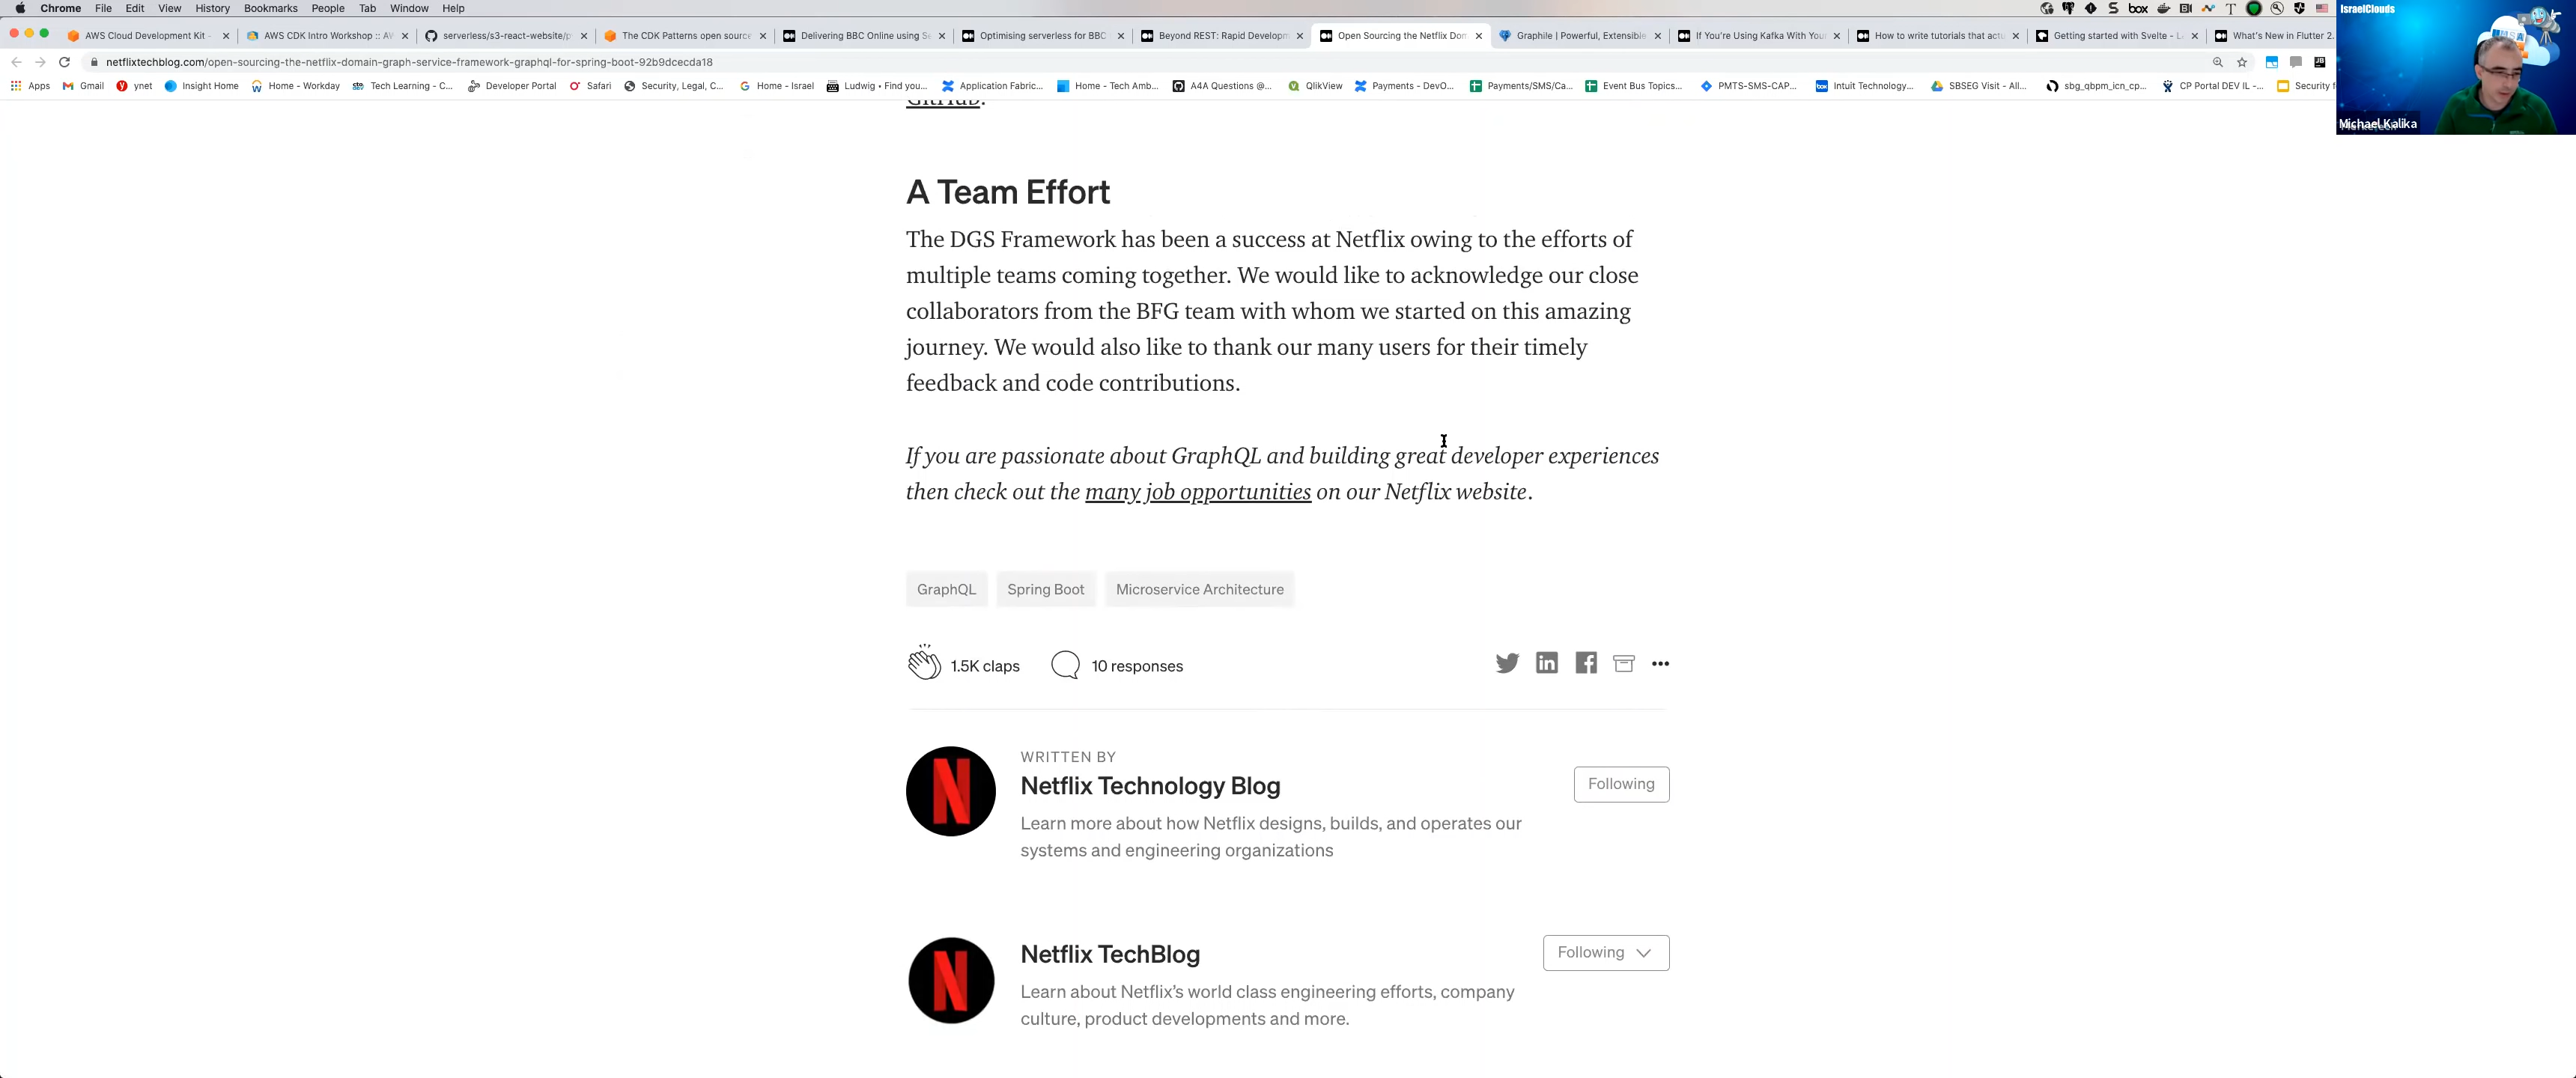 Chrome File Edit View History Bookmarks People Tab Window Help
IsraelClouds
AWS Cloud Development Kit - AWS CDK Intro Workshop :: AW serverless/s3-react-website/p The CDK Patterns open source Delivering BBC Online using Se Optimising serverless for BBC Beyond REST: Rapid Developm Open Sourcing the Netflix Dom Graphile | Powerful, Extensible If You're Using Kafka With Your How to write tutorials that actu Getting started with Svelte - L What's New in Flutter 2.
netflixtechblog.com/open-sourcing-the-netflix-domain-graph-service-framework-graphql-for-spring-boot-92b9dcecda18
Apps Gmail ynet Insight Home Home - Workday Tech Learning - C... Developer Portal Safari Security, Legal, C... Home - Israel Ludwig • Find you... Application Fabric... Home - Tech Amb... A4A Questions @... QlikView Payments - DevO... Payments/SMS/Ca... Event Bus Topics... PMTS-SMS-CAP... Intuit Technology... SBSEG Visit - All... sbg_qbpm_icn_cp... CP Portal DEV IL -... Security f
GitHub.
Michael Kalika
A Team Effort
The DGS Framework has been a success at Netflix owing to the efforts of
multiple teams coming together. We would like to acknowledge our close
collaborators from the BFG team with whom we started on this amazing
journey. We would also like to thank our many users for their timely
feedback and code contributions.
If you are passionate about GraphQL and building great developer experiences
then check out the many job opportunities on our Netflix website.
GraphQL Spring Boot Microservice Architecture
1.5K claps 10 responses
WRITTEN BY
Netflix Technology Blog
Following
Learn more about how Netflix designs, builds, and operates our
systems and engineering organizations
Netflix TechBlog
Following
Learn about Netflix's world class engineering efforts, company
culture, product developments and more.